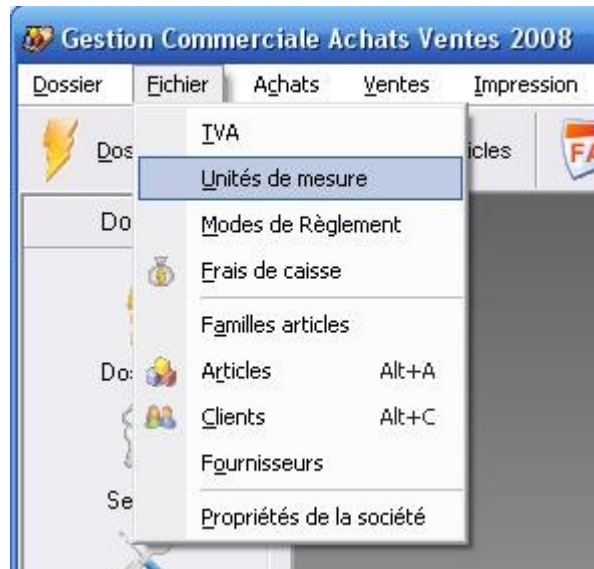 Gestion Commerciale Achats Ventes 2008
Dossier Fichier Achats Ventes Impression
TVA
Unités de mesure
Modes de Règlement
Frais de caisse
Familles articles
Articles Alt+A
Clients Alt+C
Fournisseurs
Propriétés de la société